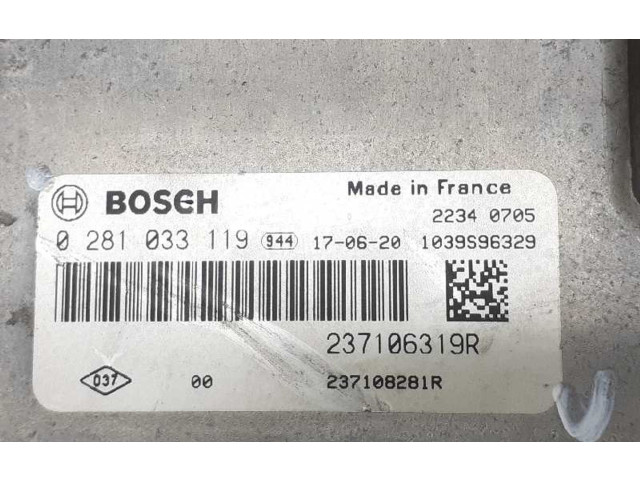 BOSCH
Made in France
2234 0705
0 281 033 119 944 17-06-20 1039S96329
237106319R
037 00 237108281R